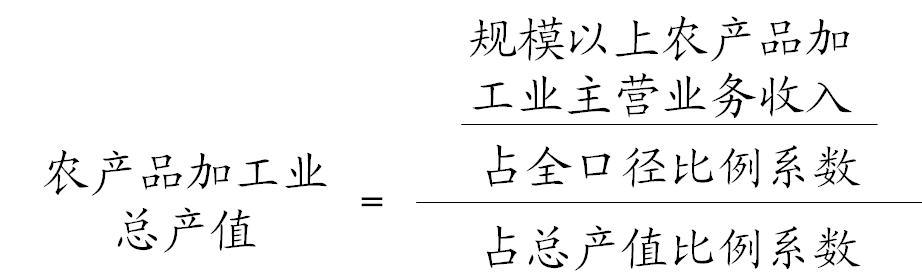 农产品加工业
总产值
=
规模以上农产品加
工业主营业务收入
占全口径比例系数
占总产值比例系数